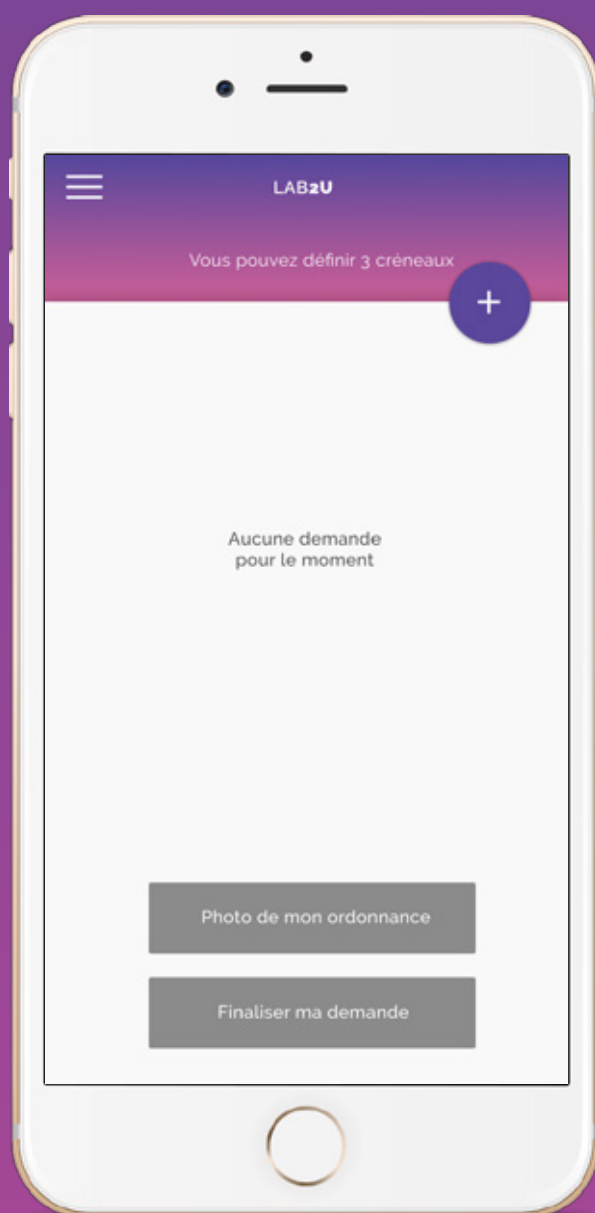 LAB2U
Vous pouvez définir 3 créneaux
+
Aucune demande
pour le moment
Photo de mon ordonnance
Finaliser ma demande